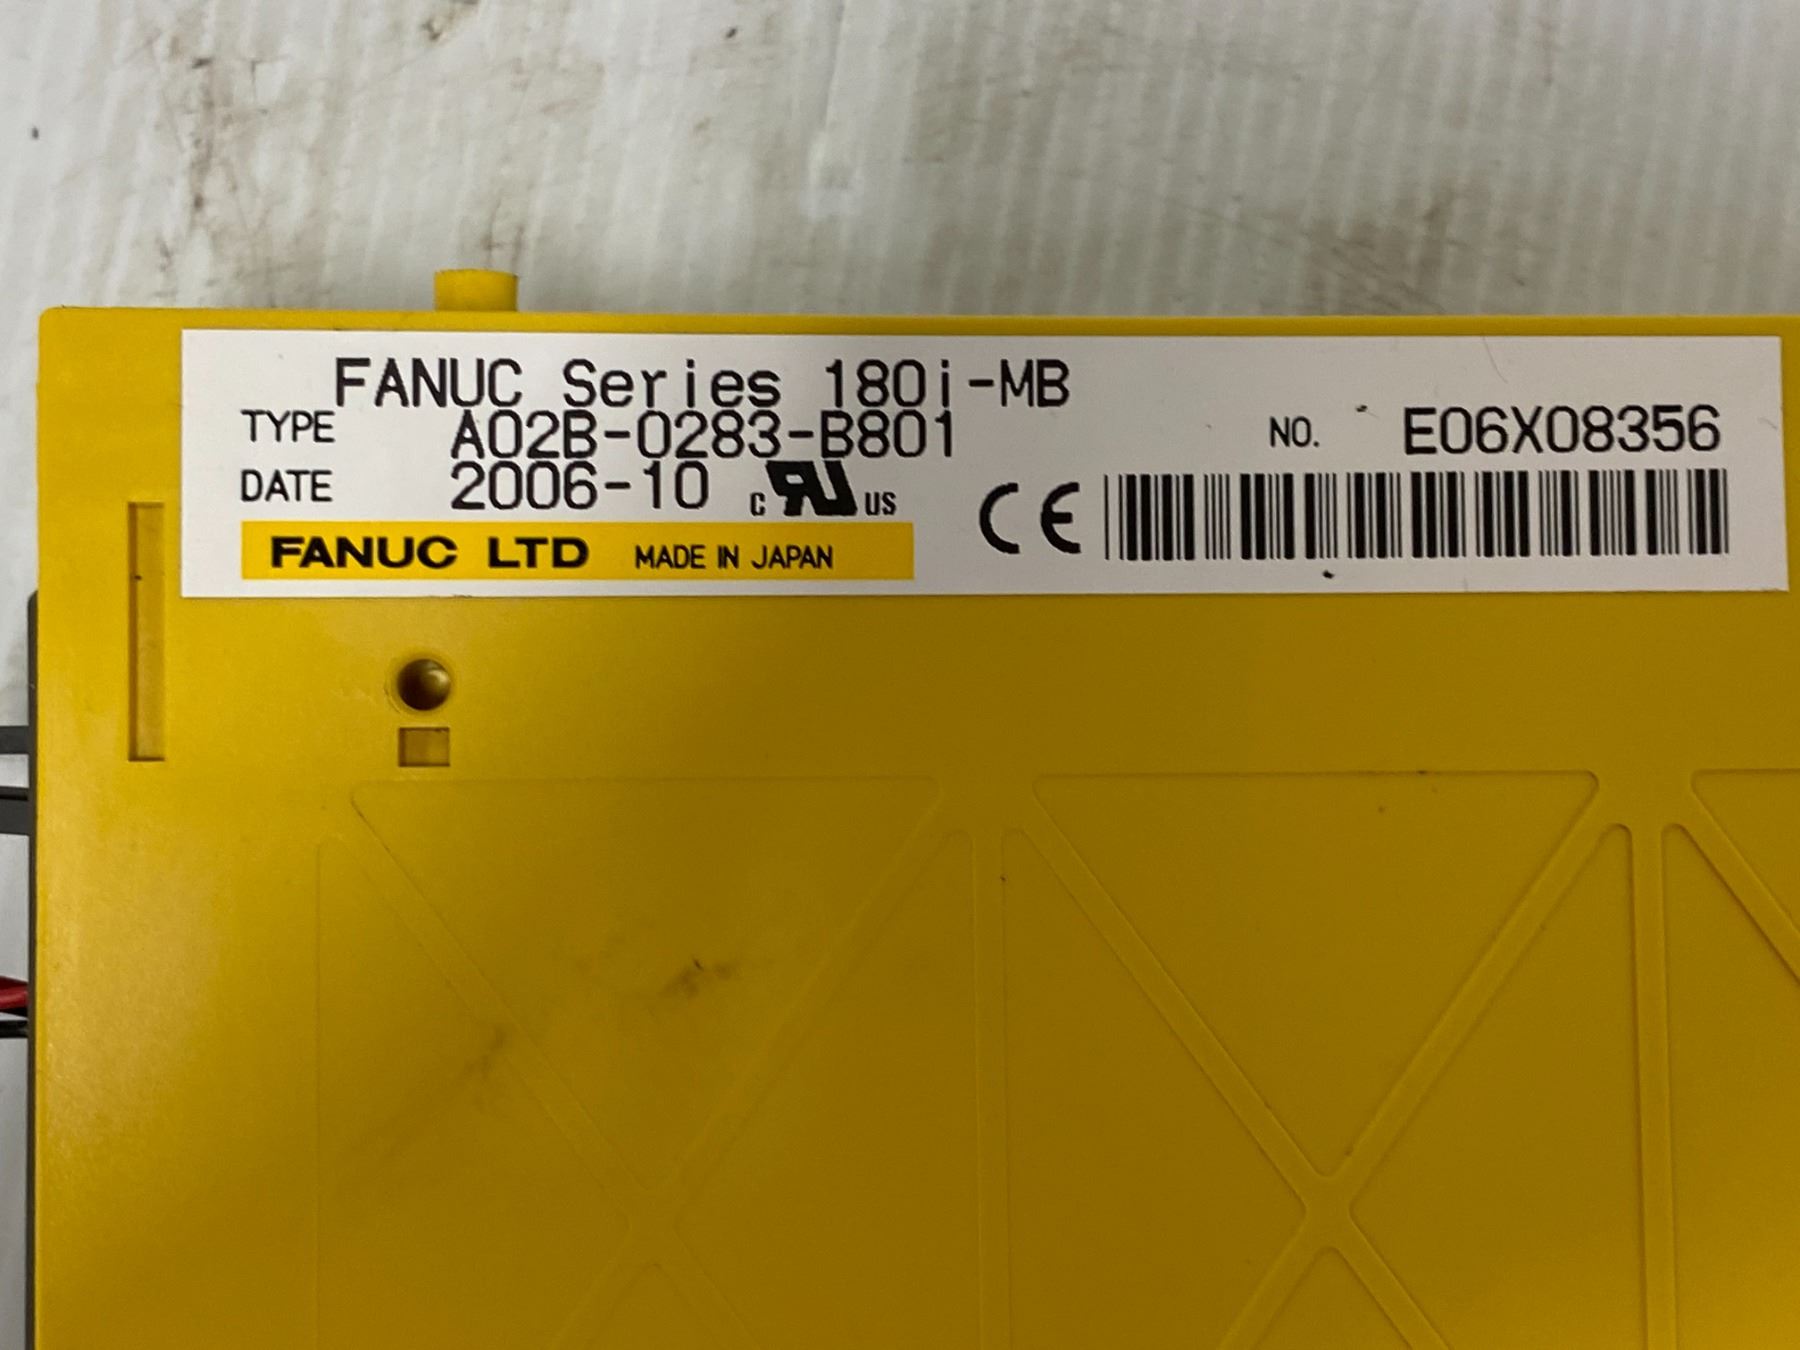 FANUC Series 180i-MB
TYPE A02B-0283-B801
NO. E06X08356
DATE 2006-10
c RU US
CE
FANUC LTD MADE IN JAPAN